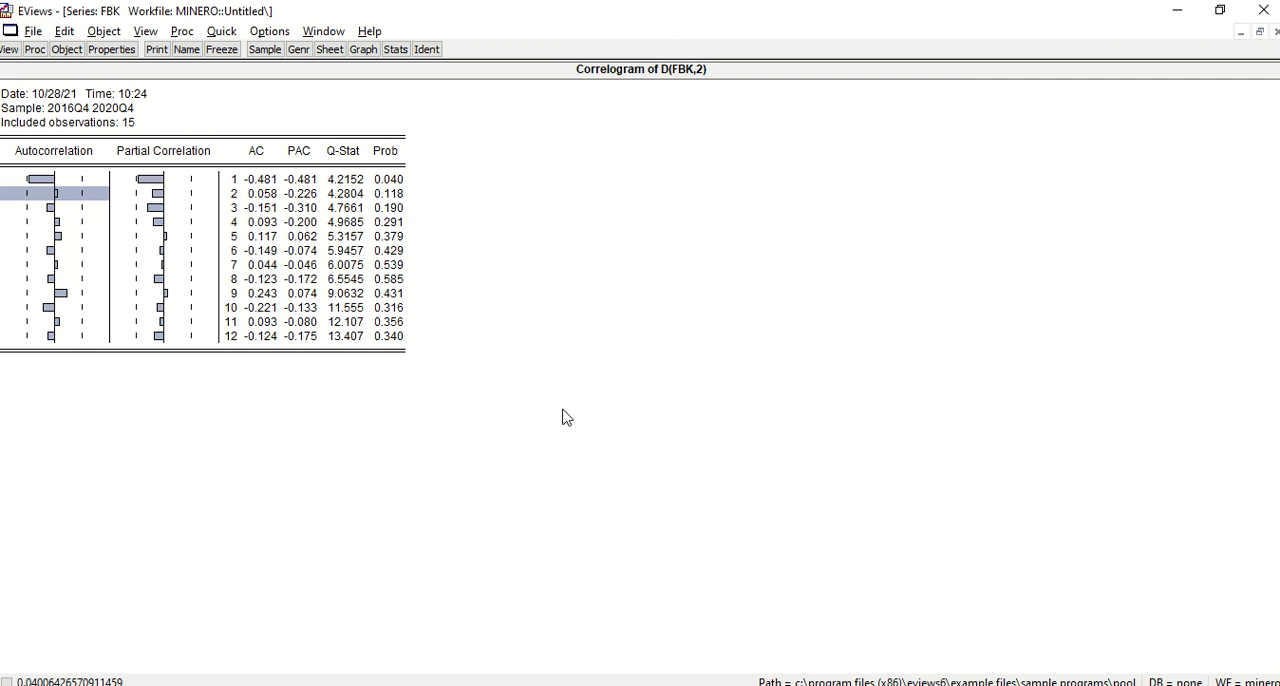 EViews - [Series: FBK   Workfile: MINERO::Untitled\]
File Edit Object View Proc Quick Options Window Help
View Proc Object Properties Print Name Freeze Sample Genr Sheet Graph Stats Ident
Correlogram of D(FBK,2)
Date: 10/28/21   Time: 10:24
Sample: 2016Q4 2020Q4
Included observations: 15
Autocorrelation Partial Correlation AC PAC Q-Stat Prob
1 -0.481 -0.481 4.2152 0.040
2 0.058 -0.226 4.2804 0.118
3 -0.151 -0.310 4.7661 0.190
4 0.093 -0.200 4.9685 0.291
5 0.117 0.062 5.3157 0.379
6 -0.149 -0.074 5.9457 0.429
7 0.044 -0.046 6.0075 0.539
8 -0.123 -0.172 6.5545 0.585
9 0.243 0.074 9.0632 0.431
10 -0.221 -0.133 11.555 0.316
11 0.093 -0.080 12.107 0.356
12 -0.124 -0.175 13.407 0.340
0.04006426570911459 Path = c:\program files (x86)\eviews6\example files\sample programs\pool DB = none WF = minero